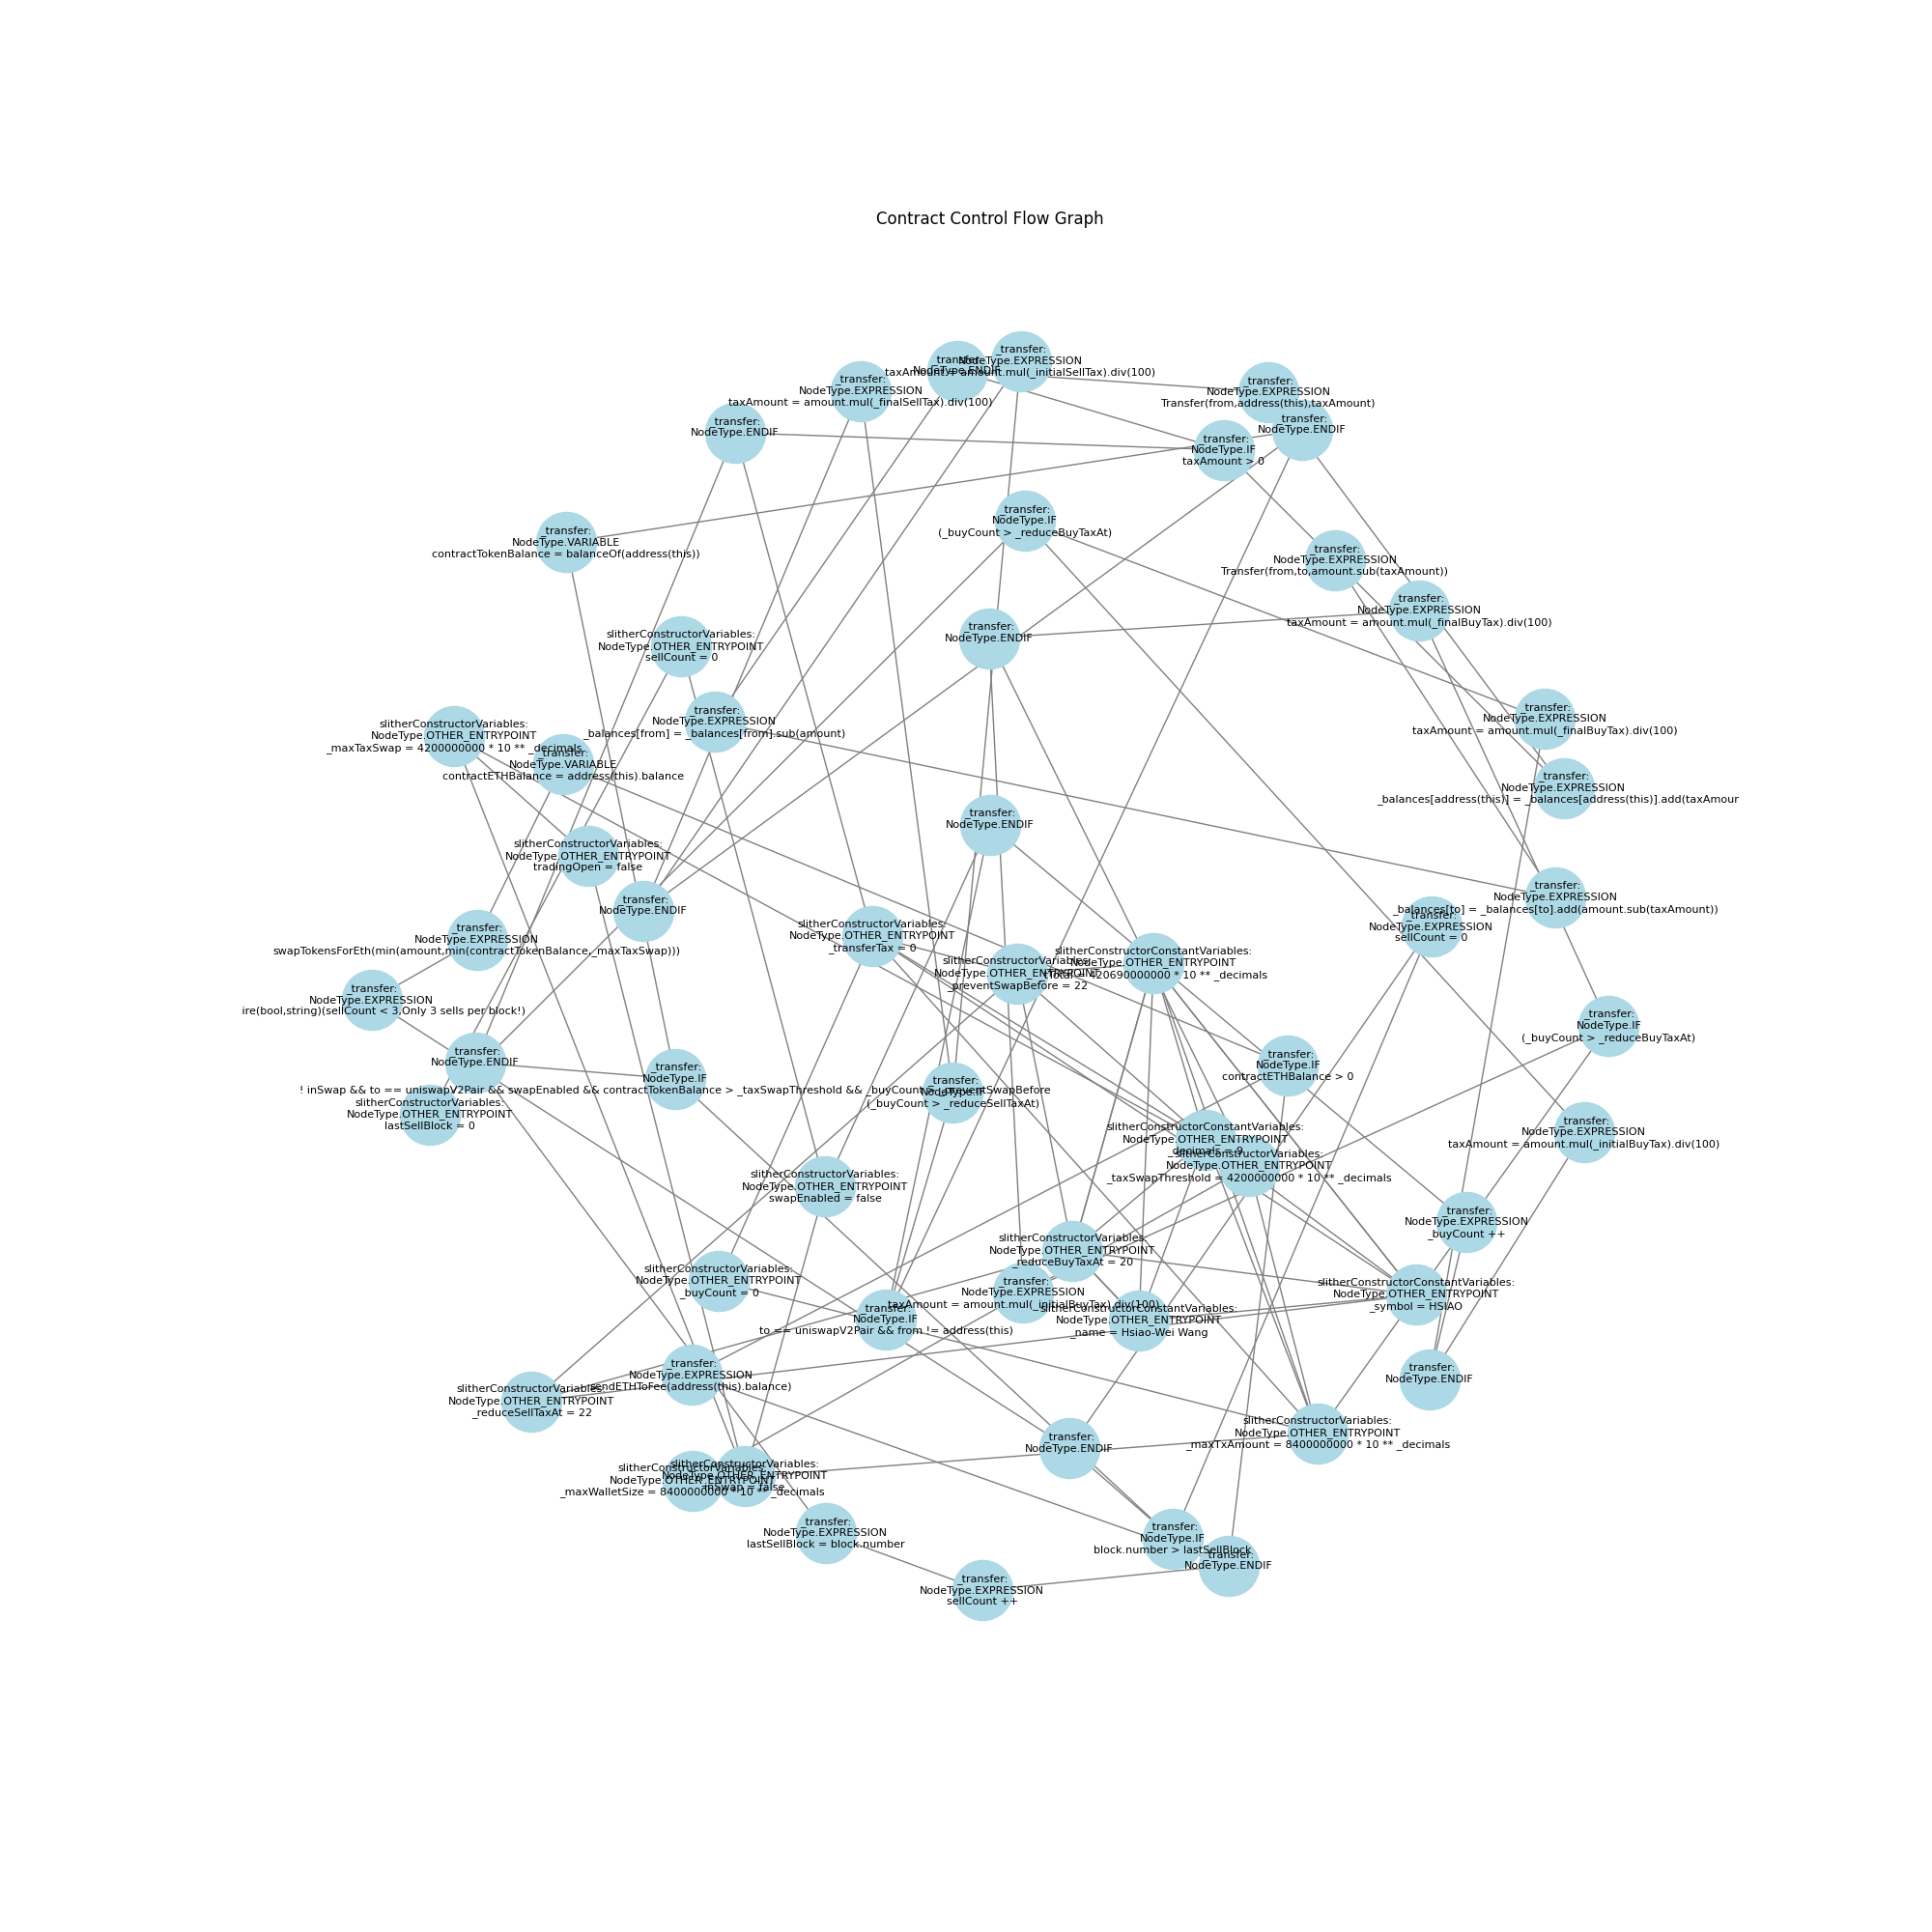 Contract Control Flow Graph
_transfer:
NodeType.EXPRESSION
taxAmount = amount.mul(_initialSellTax).div(100)
_transfer:
NodeType.ENDIF
_transfer:
NodeType.EXPRESSION
taxAmount = amount.mul(_finalSellTax).div(100)
_transfer:
NodeType.EXPRESSION
Transfer(from,address(this),taxAmount)
_transfer:
NodeType.ENDIF
_transfer:
NodeType.ENDIF
_transfer:
NodeType.IF
taxAmount > 0
_transfer:
NodeType.IF
(_buyCount > _reduceBuyTaxAt)
_transfer:
NodeType.VARIABLE
contractTokenBalance = balanceOf(address(this))
_transfer:
NodeType.EXPRESSION
Transfer(from,to,amount.sub(taxAmount))
_transfer:
NodeType.EXPRESSION
taxAmount = amount.mul(_finalBuyTax).div(100)
_transfer:
NodeType.ENDIF
slitherConstructorVariables:
NodeType.OTHER_ENTRYPOINT
sellCount = 0
_transfer:
NodeType.EXPRESSION
_balances[from] = _balances[from].sub(amount)
_transfer:
NodeType.EXPRESSION
taxAmount = amount.mul(_finalBuyTax).div(100)
slitherConstructorVariables:
NodeType.OTHER_ENTRYPOINT
_maxTaxSwap = 4200000000 * 10 ** _decimals
_transfer:
NodeType.VARIABLE
contractETHBalance = address(this).balance
_transfer:
NodeType.EXPRESSION
_balances[address(this)] = _balances[address(this)].add(taxAmour
_transfer:
NodeType.ENDIF
slitherConstructorVariables:
NodeType.OTHER_ENTRYPOINT
tradingOpen = false
_transfer:
NodeType.ENDIF
_transfer:
NodeType.EXPRESSION
_balances[to] = _balances[to].add(amount.sub(taxAmount))
_transfer:
NodeType.EXPRESSION
sellCount = 0
slitherConstructorVariables:
NodeType.OTHER_ENTRYPOINT
_transferTax = 0
_transfer:
NodeType.EXPRESSION
swapTokensForEth(min(amount,min(contractTokenBalance,_maxTaxSwap)))
slitherConstructorVariables:
NodeType.OTHER_ENTRYPOINT
_preventSwapBefore = 22
slitherConstructorConstantVariables:
NodeType.OTHER_ENTRYPOINT
_tTotal = 420690000000 * 10 ** _decimals
_transfer:
NodeType.EXPRESSION
ire(bool,string)(sellCount < 3,Only 3 sells per block!)
_transfer:
NodeType.IF
(_buyCount > _reduceBuyTaxAt)
_transfer:
NodeType.ENDIF
_transfer:
NodeType.IF
contractETHBalance > 0
_transfer:
NodeType.IF
! inSwap && to == uniswapV2Pair && swapEnabled && contractTokenBalance > _taxSwapThreshold && _buyCount > _preventSwapBefore
_transfer:
NodeType.IF
(_buyCount > _reduceSellTaxAt)
slitherConstructorVariables:
NodeType.OTHER_ENTRYPOINT
lastSellBlock = 0
slitherConstructorConstantVariables:
NodeType.OTHER_ENTRYPOINT
_decimals = 9
_transfer:
NodeType.EXPRESSION
taxAmount = amount.mul(_initialBuyTax).div(100)
slitherConstructorVariables:
NodeType.OTHER_ENTRYPOINT
_taxSwapThreshold = 4200000000 * 10 ** _decimals
slitherConstructorVariables:
NodeType.OTHER_ENTRYPOINT
swapEnabled = false
_transfer:
NodeType.EXPRESSION
_buyCount ++
slitherConstructorVariables:
NodeType.OTHER_ENTRYPOINT
_reduceBuyTaxAt = 20
slitherConstructorVariables:
NodeType.OTHER_ENTRYPOINT
_buyCount = 0
_transfer:
NodeType.EXPRESSION
taxAmount = amount.mul(_initialBuyTax).div(100)
slitherConstructorConstantVariables:
NodeType.OTHER_ENTRYPOINT
_symbol = HSIAO
_transfer:
NodeType.IF
to == uniswapV2Pair && from != address(this)
slitherConstructorConstantVariables:
NodeType.OTHER_ENTRYPOINT
_name = Hsiao-Wei Wang
_transfer:
NodeType.EXPRESSION
sendETHToFee(address(this).balance)
_transfer:
NodeType.ENDIF
slitherConstructorVariables:
NodeType.OTHER_ENTRYPOINT
_reduceSellTaxAt = 22
slitherConstructorVariables:
NodeType.OTHER_ENTRYPOINT
_maxTxAmount = 8400000000 * 10 ** _decimals
_transfer:
NodeType.ENDIF
slitherConstructorVariables:
NodeType.OTHER_ENTRYPOINT
inSwap = false
slitherConstructorVariables:
NodeType.OTHER_ENTRYPOINT
_maxWalletSize = 8400000000 * 10 ** _decimals
_transfer:
NodeType.EXPRESSION
lastSellBlock = block.number
_transfer:
NodeType.IF
block.number > lastSellBlock
_transfer:
NodeType.ENDIF
_transfer:
NodeType.EXPRESSION
sellCount ++